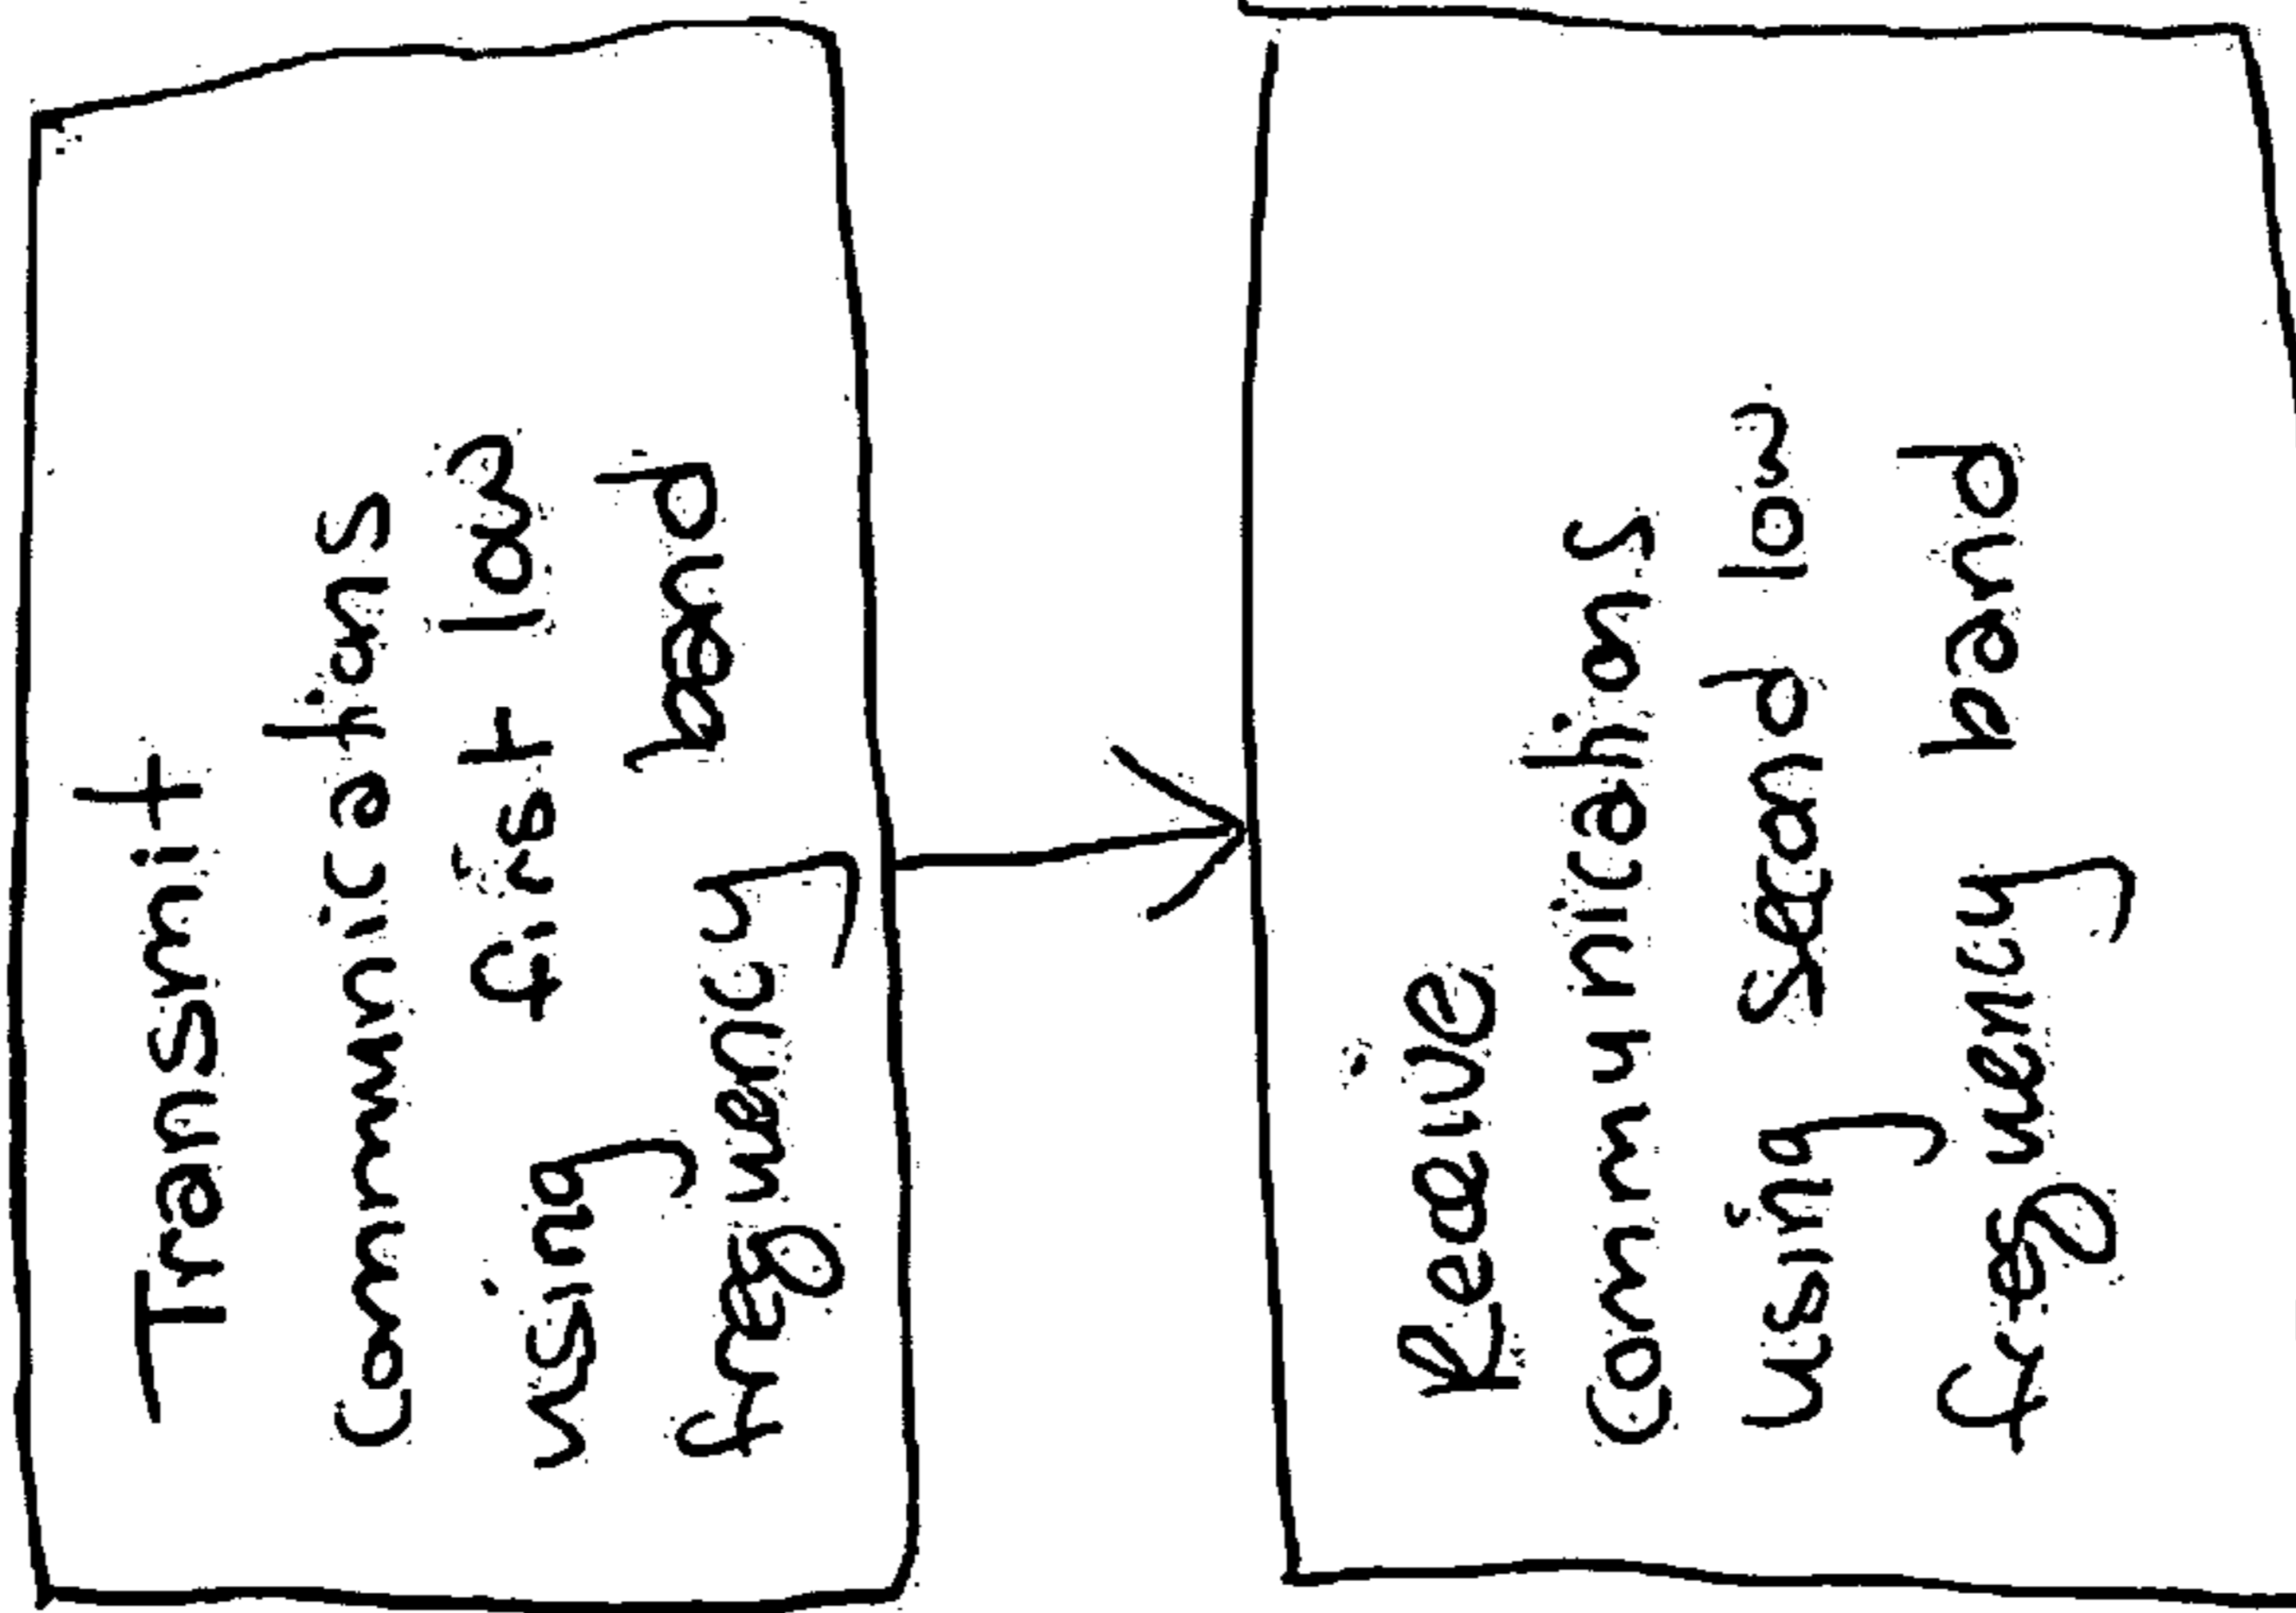 Transmit
Communications
using first low
frequency band
Receive
Communications
using second low
frequency band